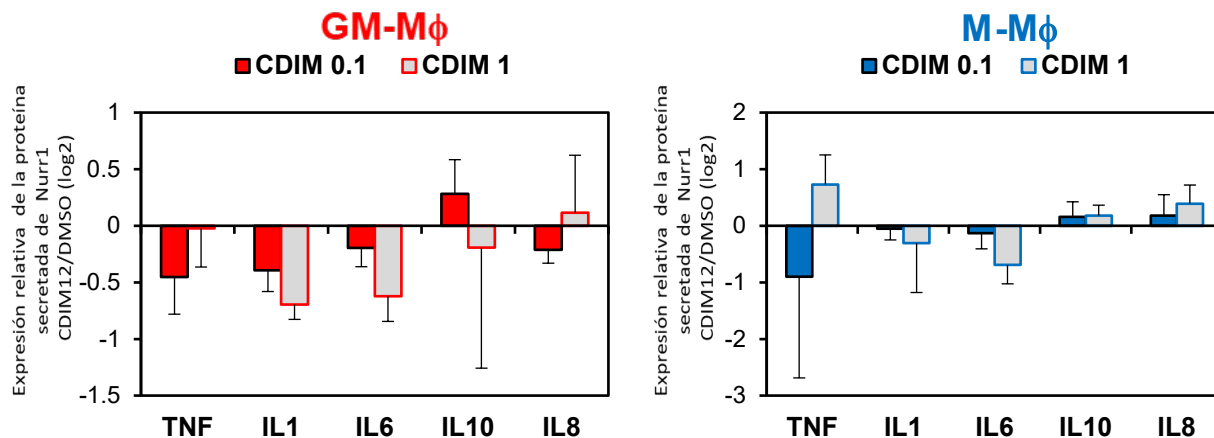 GM-Mϕ
CDIM 0.1 CDIM 1
Expresión relativa de la proteína
secretada de Nurr1
CDIM12/DMSO (log2)
1
0.5
0
-0.5
-1
-1.5
TNF IL1 IL6 IL10 IL8
M-Mϕ
CDIM 0.1 CDIM 1
Expresión relativa de la proteína
secretada de Nurr1
CDIM12/DMSO (log2)
2
1
0
-1
-2
-3
TNF IL1 IL6 IL10 IL8